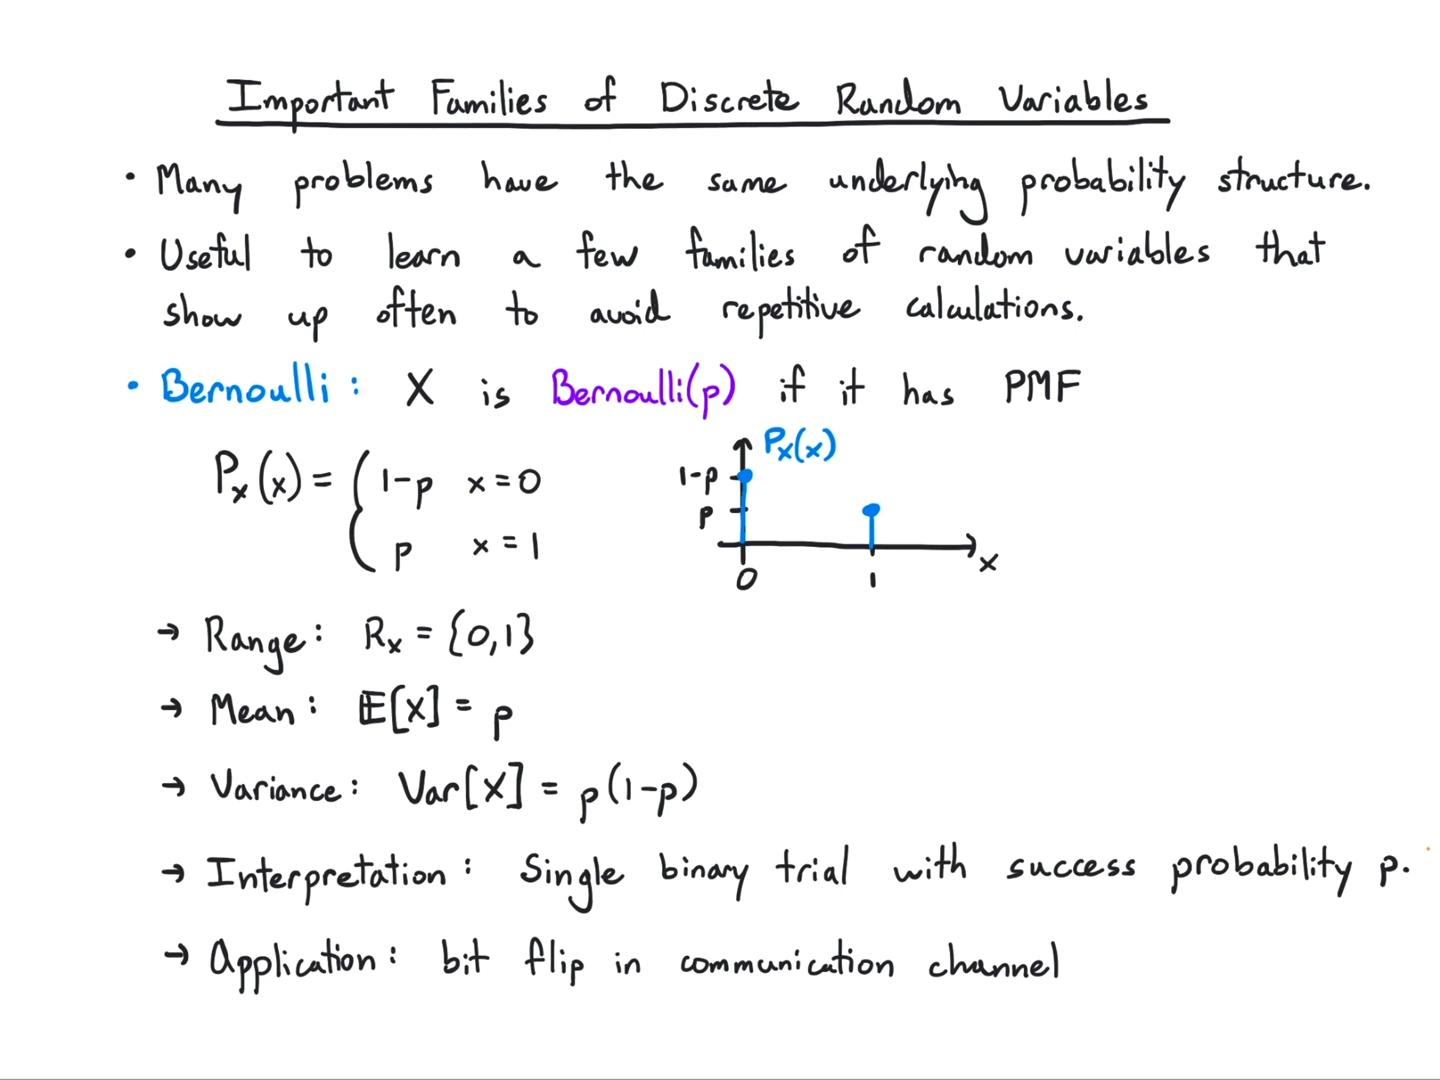 Important Families of Discrete Random Variables
• Many problems have the same underlying probability structure.
• Useful to learn a few families of random variables that
show up often to avoid repetitive calculations.
• Bernoulli: X is Bernoulli(p) if it has PMF
P_X(x) = { 1-p x=0
p x=1
P_X(x)
1-p
p
0 1 x
→ Range: R_X = {0,1}
→ Mean: 𝔼[X] = p
→ Variance: Var[X] = p(1-p)
→ Interpretation: Single binary trial with success probability p.
→ Application: bit flip in communication channel